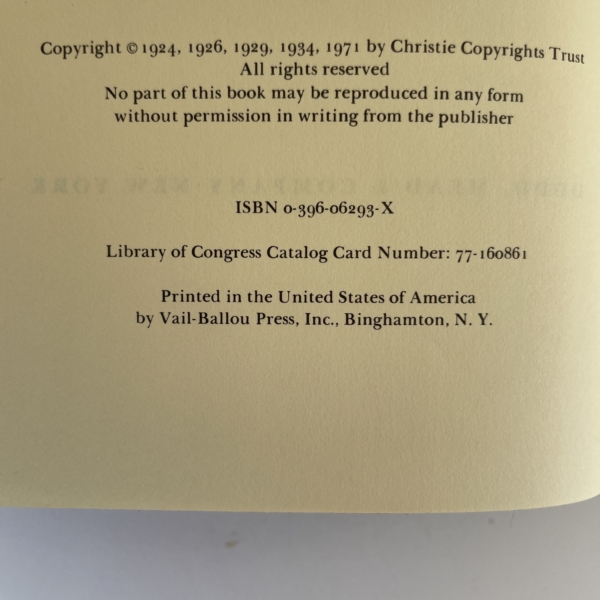 Copyright © 1924, 1926, 1929, 1934, 1971 by Christie Copyrights Trust
All rights reserved
No part of this book may be reproduced in any form
without permission in writing from the publisher
ISBN 0-396-06293-X
Library of Congress Catalog Card Number: 77-160861
Printed in the United States of America
by Vail-Ballou Press, Inc., Binghamton, N. Y.